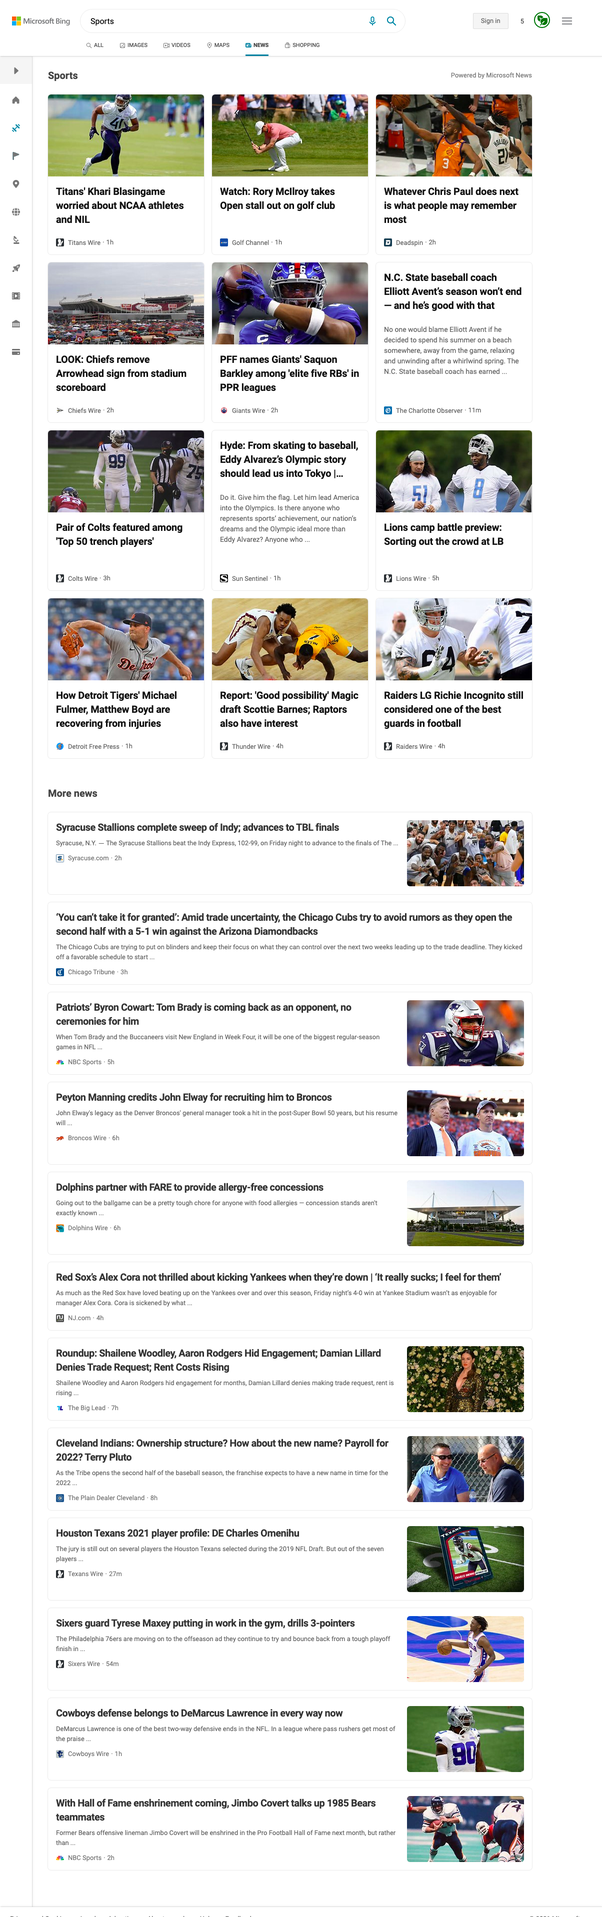 Microsoft Bing
Sports
Sign in
5
ALL
IMAGES
VIDEOS
MAPS
NEWS
SHOPPING
Sports
Powered by Microsoft News
Titans' Khari Blasingame
worried about NCAA athletes
and NIL
Titans Wire · 1h
Watch: Rory McIlroy takes
Open stall out on golf club
Golf Channel · 1h
Whatever Chris Paul does next
is what people may remember
most
Deadspin · 2h
LOOK: Chiefs remove
Arrowhead sign from stadium
scoreboard
Chiefs Wire · 2h
PFF names Giants' Saquon
Barkley among 'elite five RBs' in
PPR leagues
Giants Wire · 2h
N.C. State baseball coach
Elliott Avent's season won't end
— and he's good with that
No one would blame Elliott Avent if he
decided to spend his summer on a beach
somewhere, away from the game, relaxing
and unwinding after a whirlwind spring. The
N.C. State baseball coach has earned ...
The Charlotte Observer · 11m
Pair of Colts featured among
'Top 50 trench players'
Colts Wire · 3h
Hyde: From skating to baseball,
Eddy Alvarez's Olympic story
should lead us into Tokyo |...
Do it. Give him the flag. Let him lead America
into the Olympics. Is there anyone who
represents sports' achievement, our nation's
dreams and the Olympic ideal more than
Eddy Alvarez? Anyone who ...
Sun Sentinel · 1h
Lions camp battle preview:
Sorting out the crowd at LB
Lions Wire · 5h
How Detroit Tigers' Michael
Fulmer, Matthew Boyd are
recovering from injuries
Detroit Free Press · 1h
Report: 'Good possibility' Magic
draft Scottie Barnes; Raptors
also have interest
Thunder Wire · 4h
Raiders LG Richie Incognito still
considered one of the best
guards in football
Raiders Wire · 4h
More news
Syracuse Stallions complete sweep of Indy; advances to TBL finals
Syracuse, N.Y. — The Syracuse Stallions beat the Indy Express, 102-99, on Friday night to advance to the finals of The ...
Syracuse.com · 2h
'You can't take it for granted': Amid trade uncertainty, the Chicago Cubs try to avoid rumors as they open the
second half with a 5-1 win against the Arizona Diamondbacks
The Chicago Cubs are trying to put on blinders and keep their focus on what they can control over the next two weeks leading up to the trade deadline. They kicked
off a favorable schedule to start ...
Chicago Tribune · 3h
Patriots' Byron Cowart: Tom Brady is coming back as an opponent, no
ceremonies for him
When Tom Brady and the Buccaneers visit New England in Week Four, it will be one of the biggest regular-season
games in NFL ...
NBC Sports · 5h
Peyton Manning credits John Elway for recruiting him to Broncos
John Elway's legacy as the Denver Broncos' general manager took a hit in the post-Super Bowl 50 years, but his resume
will ...
Broncos Wire · 6h
Dolphins partner with FARE to provide allergy-free concessions
Going out to the ballgame can be a pretty tough chore for anyone with food allergies — concession stands aren't
exactly known ...
Dolphins Wire · 6h
Red Sox's Alex Cora not thrilled about kicking Yankees when they're down | 'It really sucks; I feel for them'
As much as the Red Sox have loved beating up on the Yankees over and over this season, Friday night's 4-0 win at Yankee Stadium wasn't as enjoyable for
manager Alex Cora. Cora is sickened by what ...
NJ.com · 4h
Roundup: Shailene Woodley, Aaron Rodgers Hid Engagement; Damian Lillard
Denies Trade Request; Rent Costs Rising
Shailene Woodley and Aaron Rodgers hid engagement for months, Damian Lillard denies making trade request, rent is
rising ...
The Big Lead · 7h
Cleveland Indians: Ownership structure? How about the new name? Payroll for
2022? Terry Pluto
As the Tribe opens the second half of the baseball season, the franchise expects to have a new name in time for the
2022 ...
The Plain Dealer Cleveland · 8h
Houston Texans 2021 player profile: DE Charles Omenihu
The jury is still out on several players the Houston Texans selected during the 2019 NFL Draft. But out of the seven
players ...
Texans Wire · 27m
Sixers guard Tyrese Maxey putting in work in the gym, drills 3-pointers
The Philadelphia 76ers are moving on to the offseason ad they continue to try and bounce back from a tough playoff
finish in ...
Sixers Wire · 54m
Cowboys defense belongs to DeMarcus Lawrence in every way now
DeMarcus Lawrence is one of the best two-way defensive ends in the NFL. In a league where pass rushers get most of
the praise ...
Cowboys Wire · 1h
With Hall of Fame enshrinement coming, Jimbo Covert talks up 1985 Bears
teammates
Former Bears offensive lineman Jimbo Covert will be enshrined in the Pro Football Hall of Fame next month, but rather
than ...
NBC Sports · 2h